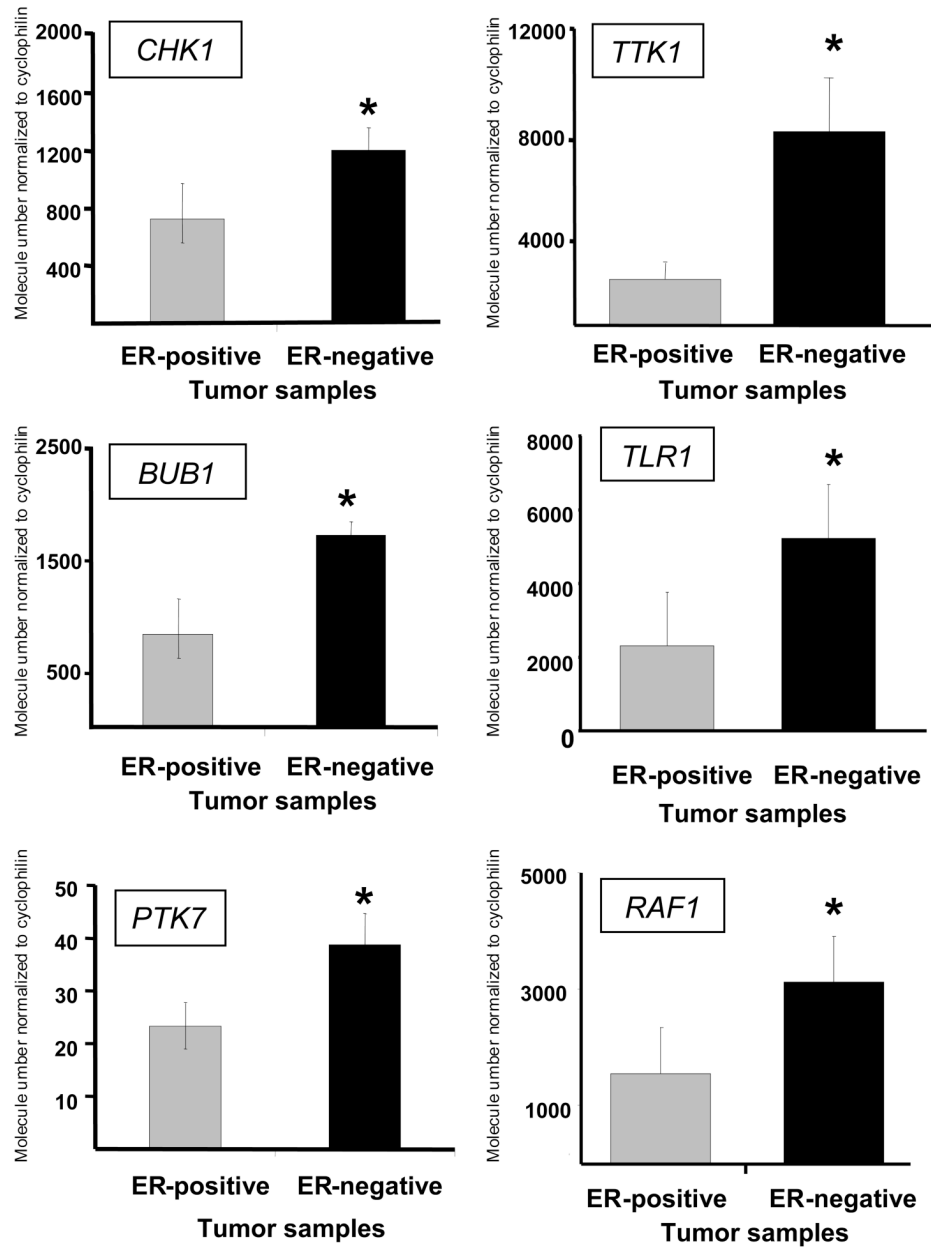 Molecule umber normalized to cyclophilin
CHK1
*
2000
1600
1200
800
400
ER-positive ER-negative
Tumor samples
Molecule umber normalized to cyclophilin
TTK1
*
12000
8000
4000
ER-positive ER-negative
Tumor samples
Molecule umber normalized to cyclophilin
BUB1
*
2500
1500
500
ER-positive ER-negative
Tumor samples
Molecule umber normalized to cyclophilin
TLR1
*
8000
6000
4000
2000
0
ER-positive ER-negative
Tumor samples
Molecule umber normalized to cyclophilin
PTK7
*
50
40
30
20
10
ER-positive ER-negative
Tumor samples
Molecule umber normalized to cyclophilin
RAF1
*
5000
3000
1000
ER-positive ER-negative
Tumor samples